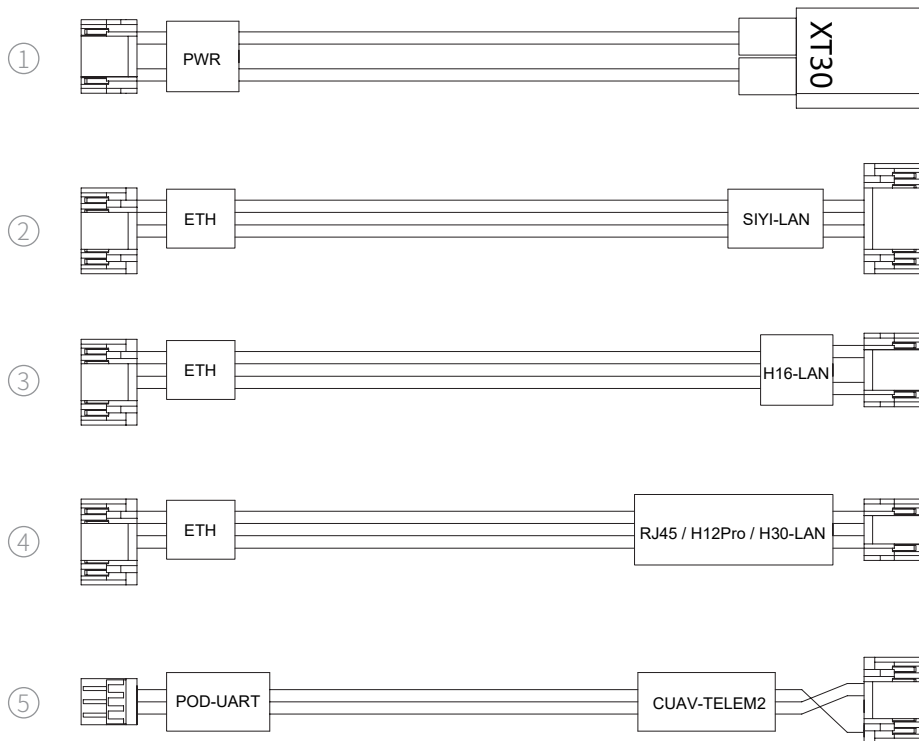 ①
PWR
XT30
②
ETH
SIYI-LAN
③
ETH
H16-LAN
④
ETH
RJ45 / H12Pro / H30-LAN
⑤
POD-UART
CUAV-TELEM2